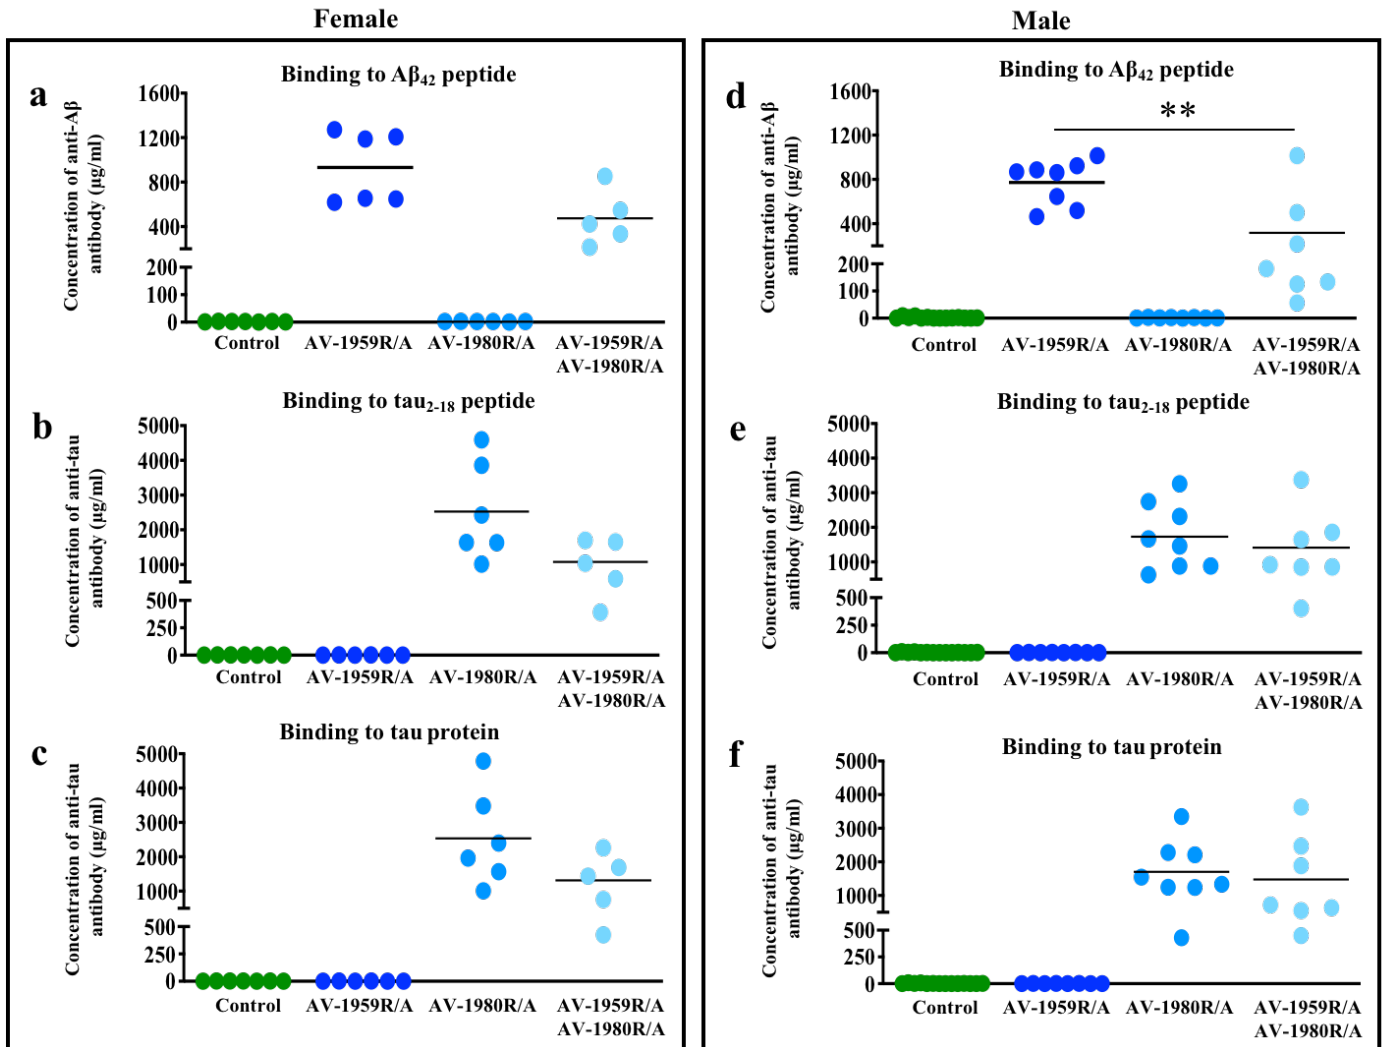 Female
Male
a
Binding to Aβ₄₂ peptide
Concentration of anti-Aβ
antibody (µg/ml)
1600
1200
800
400
200
100
0
Control
AV-1959R/A
AV-1980R/A
AV-1959R/A
AV-1980R/A
b
Binding to tau₂₋₁₈ peptide
Concentration of anti-tau
antibody (µg/ml)
5000
4000
3000
2000
1000
500
250
0
Control
AV-1959R/A
AV-1980R/A
AV-1959R/A
AV-1980R/A
c
Binding to tau protein
Concentration of anti-tau
antibody (µg/ml)
5000
4000
3000
2000
1000
500
250
0
Control
AV-1959R/A
AV-1980R/A
AV-1959R/A
AV-1980R/A
d
Binding to Aβ₄₂ peptide
Concentration of anti-Aβ
antibody (µg/ml)
1600
1200
800
400
200
100
0
**
Control
AV-1959R/A
AV-1980R/A
AV-1959R/A
AV-1980R/A
e
Binding to tau₂₋₁₈ peptide
Concentration of anti-tau
antibody (µg/ml)
5000
4000
3000
2000
1000
500
250
0
Control
AV-1959R/A
AV-1980R/A
AV-1959R/A
AV-1980R/A
f
Binding to tau protein
Concentration of anti-tau
antibody (µg/ml)
5000
4000
3000
2000
1000
500
250
0
Control
AV-1959R/A
AV-1980R/A
AV-1959R/A
AV-1980R/A